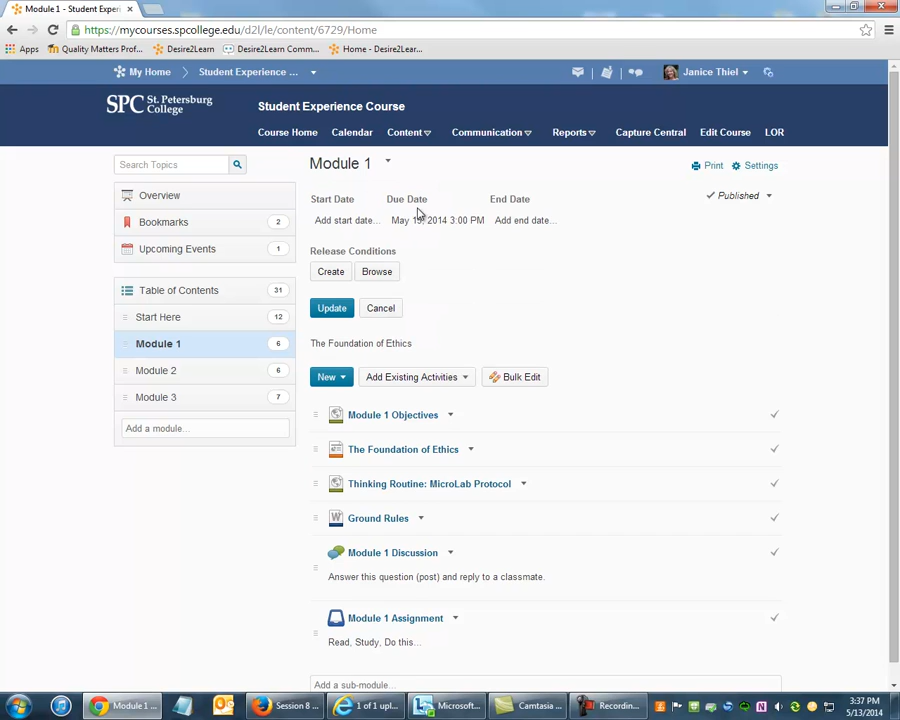 Module 1 - Student Experi
https://mycourses.spcollege.edu/d2l/le/content/6729/Home
Apps Quality Matters Prof... Desire2Learn Desire2Learn Comm... Home - Desire2Lear...
My Home Student Experience ... Janice Thiel
SPC St. Petersburg College
Student Experience Course
Course Home Calendar Content Communication Reports Capture Central Edit Course LOR
Search Topics
Module 1
Print Settings
Overview
Bookmarks 2
Upcoming Events 1
Start Date Due Date End Date
Published
Add start date... May 19, 2014 3:00 PM Add end date...
Release Conditions
Create Browse
Table of Contents 31
Start Here 12
Module 1 6
Module 2 6
Module 3 7
Add a module...
Update Cancel
The Foundation of Ethics
New Add Existing Activities Bulk Edit
Module 1 Objectives
The Foundation of Ethics
Thinking Routine: MicroLab Protocol
Ground Rules
Module 1 Discussion
Answer this question (post) and reply to a classmate.
Module 1 Assignment
Read, Study, Do this...
Add a sub-module...
Module 1 ... Session 8 ... 1 of 1 upl... Microsoft... Camtasia ... Recordin...
3:37 PM
5/13/2014